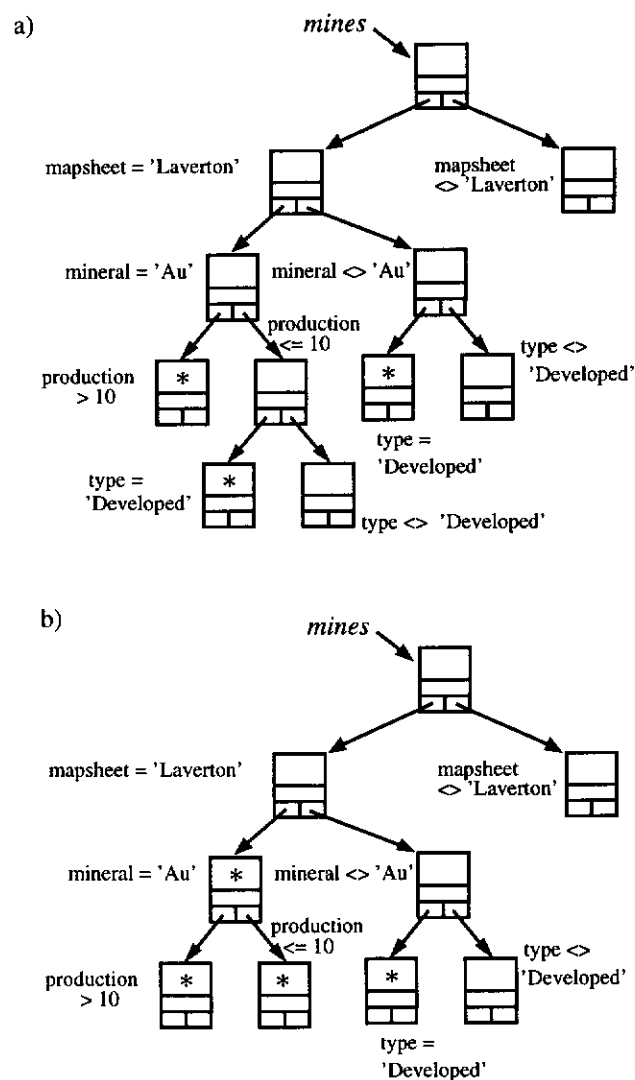 a)
mines
mapsheet = 'Laverton'
mapsheet
<> 'Laverton'
mineral = 'Au'
mineral <> 'Au'
production
<= 10
production
> 10
*
*
type <>
'Developed'
type =
'Developed'
type =
'Developed'
*
type <> 'Developed'
b)
mines
mapsheet = 'Laverton'
mapsheet
<> 'Laverton'
mineral = 'Au'
*
mineral <> 'Au'
production
<= 10
production
> 10
*
*
*
type <>
'Developed'
type =
'Developed'